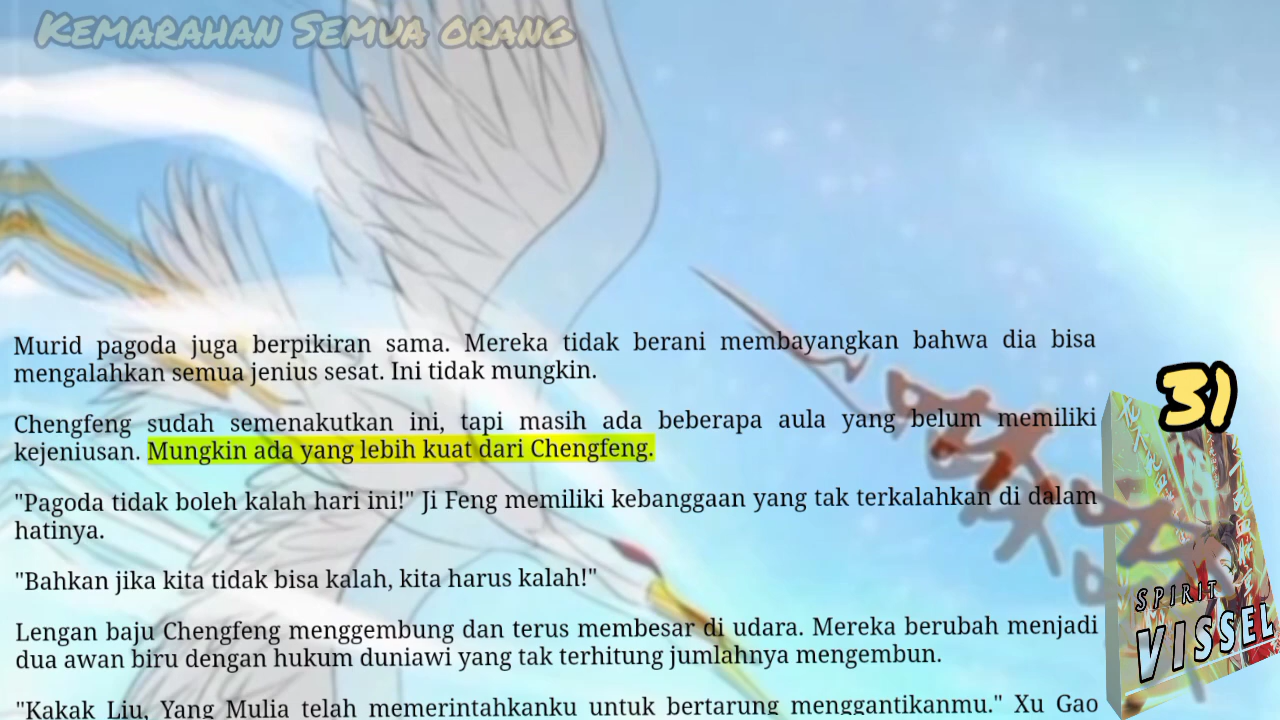 Kemarahan Semua orang
Murid pagoda juga berpikiran sama. Mereka tidak berani membayangkan bahwa dia bisa
mengalahkan semua jenius sesat. Ini tidak mungkin.
Chengfeng sudah semenakutkan ini, tapi masih ada beberapa aula yang belum memiliki
kejeniusan. Mungkin ada yang lebih kuat dari Chengfeng.
"Pagoda tidak boleh kalah hari ini!" Ji Feng memiliki kebanggaan yang tak terkalahkan di dalam
hatinya.
"Bahkan jika kita tidak bisa kalah, kita harus kalah!"
Lengan baju Chengfeng menggembung dan terus membesar di udara. Mereka berubah menjadi
dua awan biru dengan hukum duniawi yang tak terhitung jumlahnya mengembun.
"Kakak Liu, Yang Mulia telah memerintahkanku untuk bertarung menggantikanmu." Xu Gao
31
SPIRIT
VISSEL